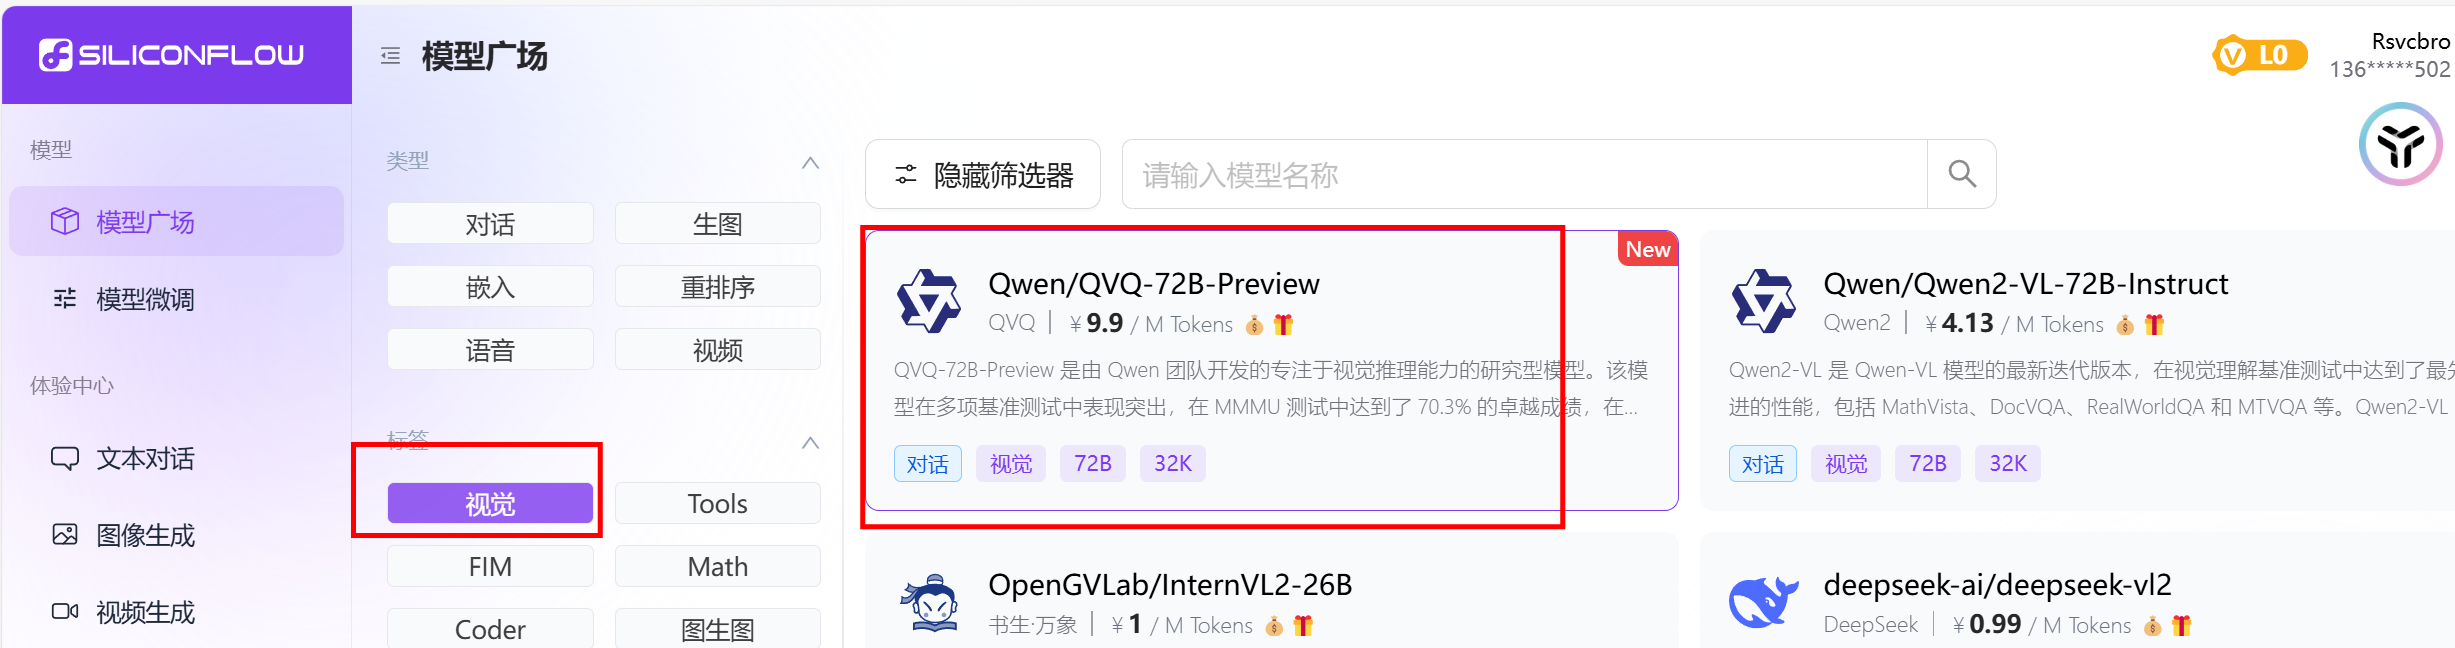 SILICONFLOW
模型
模型广场
模型微调
体验中心
文本对话
图像生成
视频生成
模型广场
L0
Rsvcbro
136*****502
类型
对话
生图
嵌入
重排序
语音
视频
标签
视觉
Tools
FIM
Math
Coder
图生图
隐藏筛选器
请输入模型名称
New
Qwen/QVQ-72B-Preview
QVQ | ¥ 9.9 / M Tokens
QVQ-72B-Preview 是由 Qwen 团队开发的专注于视觉推理能力的研究型模型。该模
型在多项基准测试中表现突出，在 MMMU 测试中达到了 70.3% 的卓越成绩，在...
对话 视觉 72B 32K
Qwen/Qwen2-VL-72B-Instruct
Qwen2 | ¥ 4.13 / M Tokens
Qwen2-VL 是 Qwen-VL 模型的最新迭代版本，在视觉理解基准测试中达到了最先
进的性能，包括 MathVista、DocVQA、RealWorldQA 和 MTVQA 等。Qwen2-VL
对话 视觉 72B 32K
OpenGVLab/InternVL2-26B
书生·万象 | ¥ 1 / M Tokens
deepseek-ai/deepseek-vl2
DeepSeek | ¥ 0.99 / M Tokens